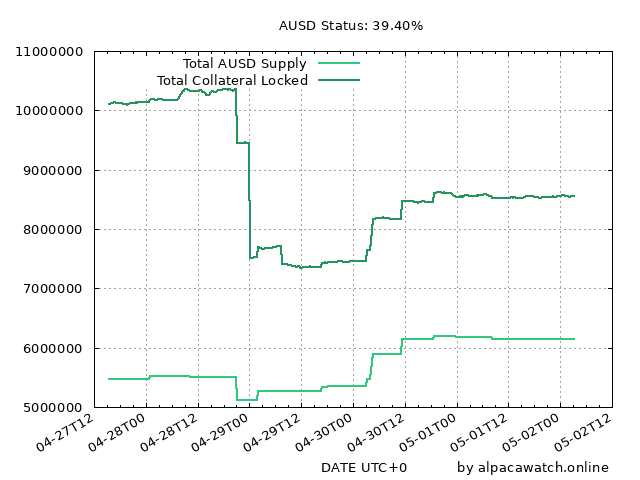 AUSD Status: 39.40%
Total AUSD Supply
Total Collateral Locked
11000000
10000000
9000000
8000000
7000000
6000000
5000000
04-27T12
04-28T00
04-28T12
04-29T00
04-29T12
04-30T00
04-30T12
05-01T00
05-01T12
05-02T00
05-02T12
DATE UTC+0
by alpacawatch.online